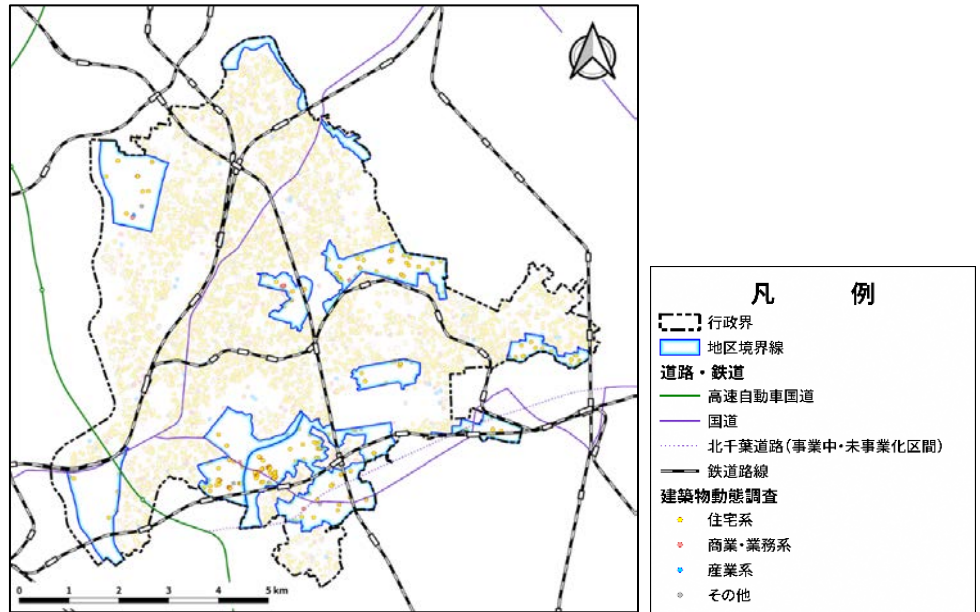 0 1 2 3 4 5 km
凡 例
行政界
地区境界線
道路・鉄道
高速自動車国道
国道
北千葉道路(事業中・未事業化区間)
鉄道路線
建築物動態調査
住宅系
商業・業務系
産業系
その他